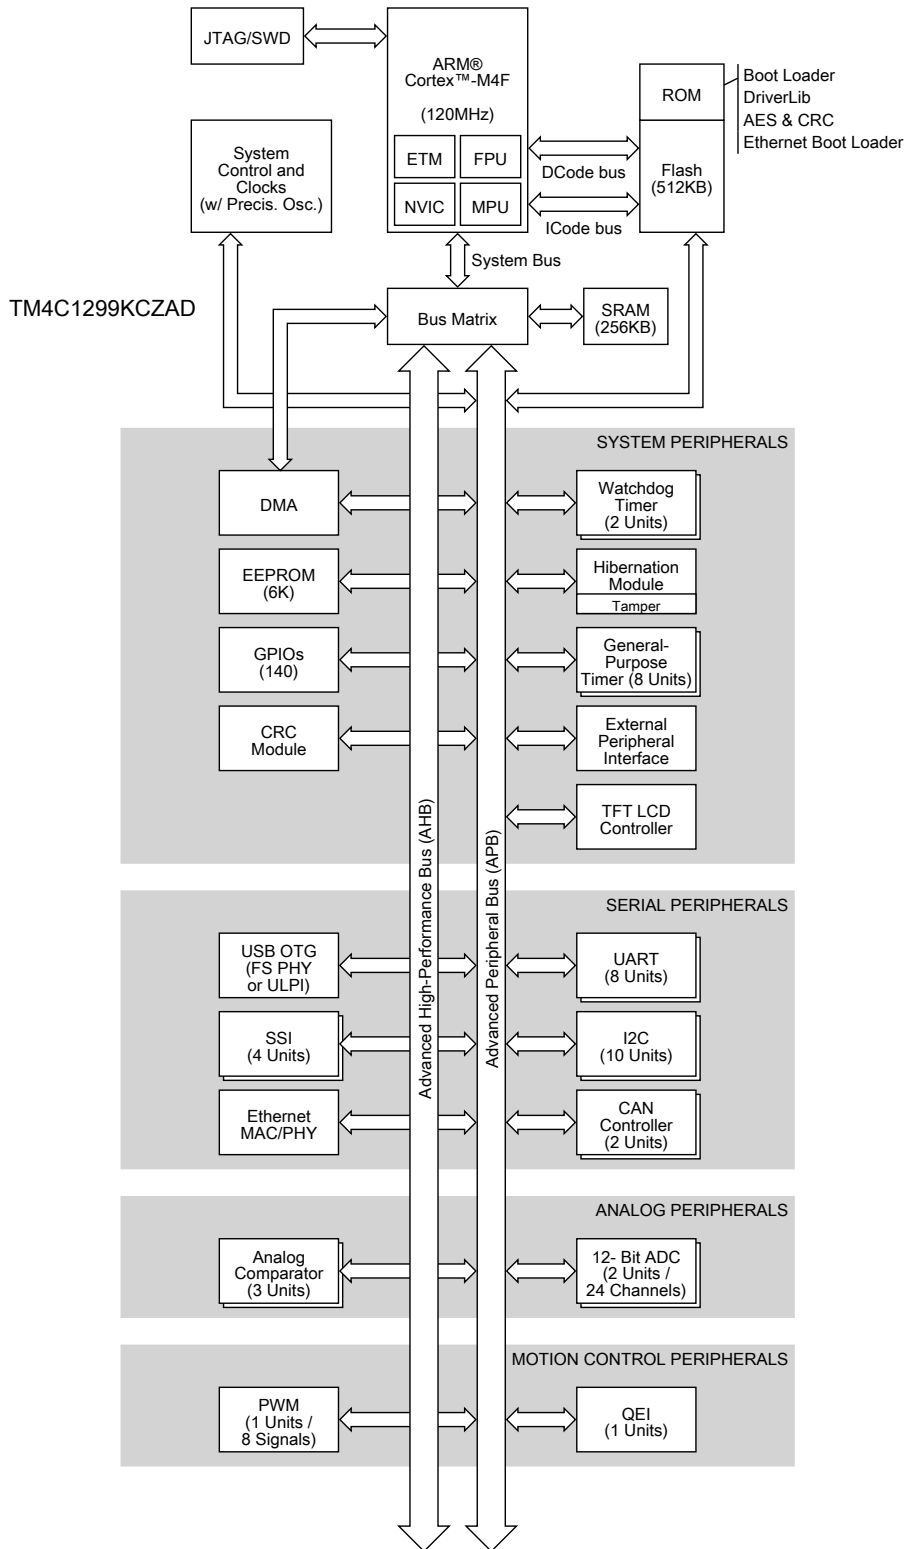 JTAG/SWD
ARM®
Cortex™-M4F
(120MHz)
ETM
FPU
NVIC
MPU
ROM
Flash
(512KB)
Boot Loader
DriverLib
AES & CRC
Ethernet Boot Loader
DCode bus
ICode bus
System
Control and
Clocks
(w/ Precis. Osc.)
System Bus
TM4C1299KCZAD
Bus Matrix
SRAM
(256KB)
SYSTEM PERIPHERALS
DMA
Watchdog
Timer
(2 Units)
EEPROM
(6K)
Hibernation
Module
Tamper
GPIOs
(140)
General-
Purpose
Timer (8 Units)
CRC
Module
External
Peripheral
Interface
TFT LCD
Controller
Advanced High-Performance Bus (AHB)
Advanced Peripheral Bus (APB)
SERIAL PERIPHERALS
USB OTG
(FS PHY
or ULPI)
UART
(8 Units)
SSI
(4 Units)
I2C
(10 Units)
Ethernet
MAC/PHY
CAN
Controller
(2 Units)
ANALOG PERIPHERALS
Analog
Comparator
(3 Units)
12- Bit ADC
(2 Units /
24 Channels)
MOTION CONTROL PERIPHERALS
PWM
(1 Units /
8 Signals)
QEI
(1 Units)